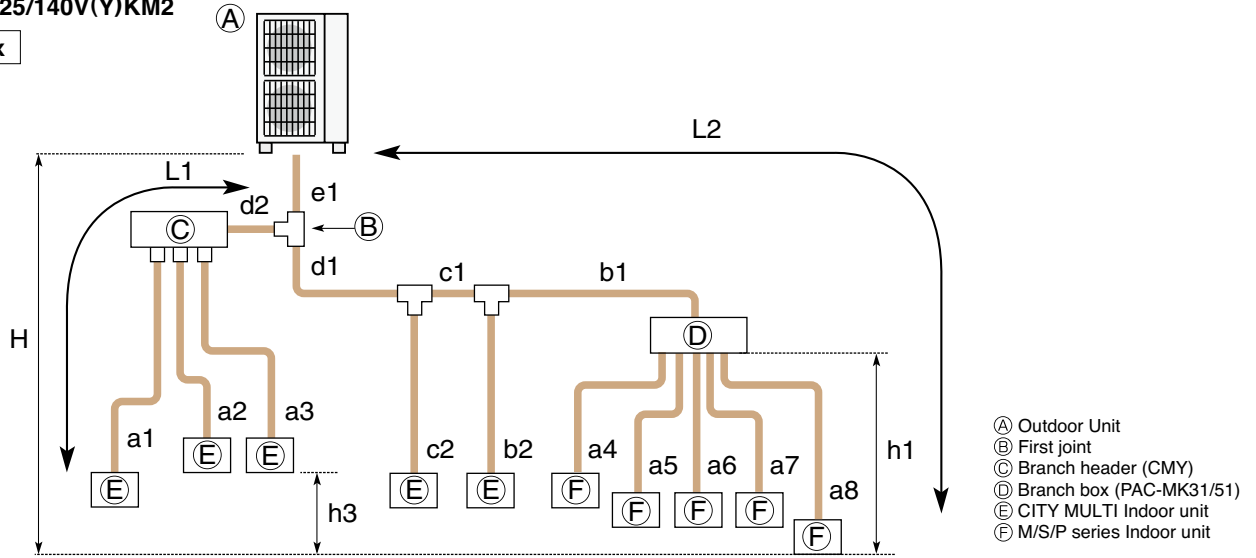 25/140V(Y)KM2
A
L2
L1
e1
d2
C
B
d1
c1
b1
H
D
a2
a3
a1
c2
b2
a4
a5
a6
a7
h1
a8
E
E
E
E
E
F
F
F
F
F
h3
A Outdoor Unit
B First joint
C Branch header (CMY)
D Branch box (PAC-MK31/51)
E CITY MULTI Indoor unit
F M/S/P series Indoor unit